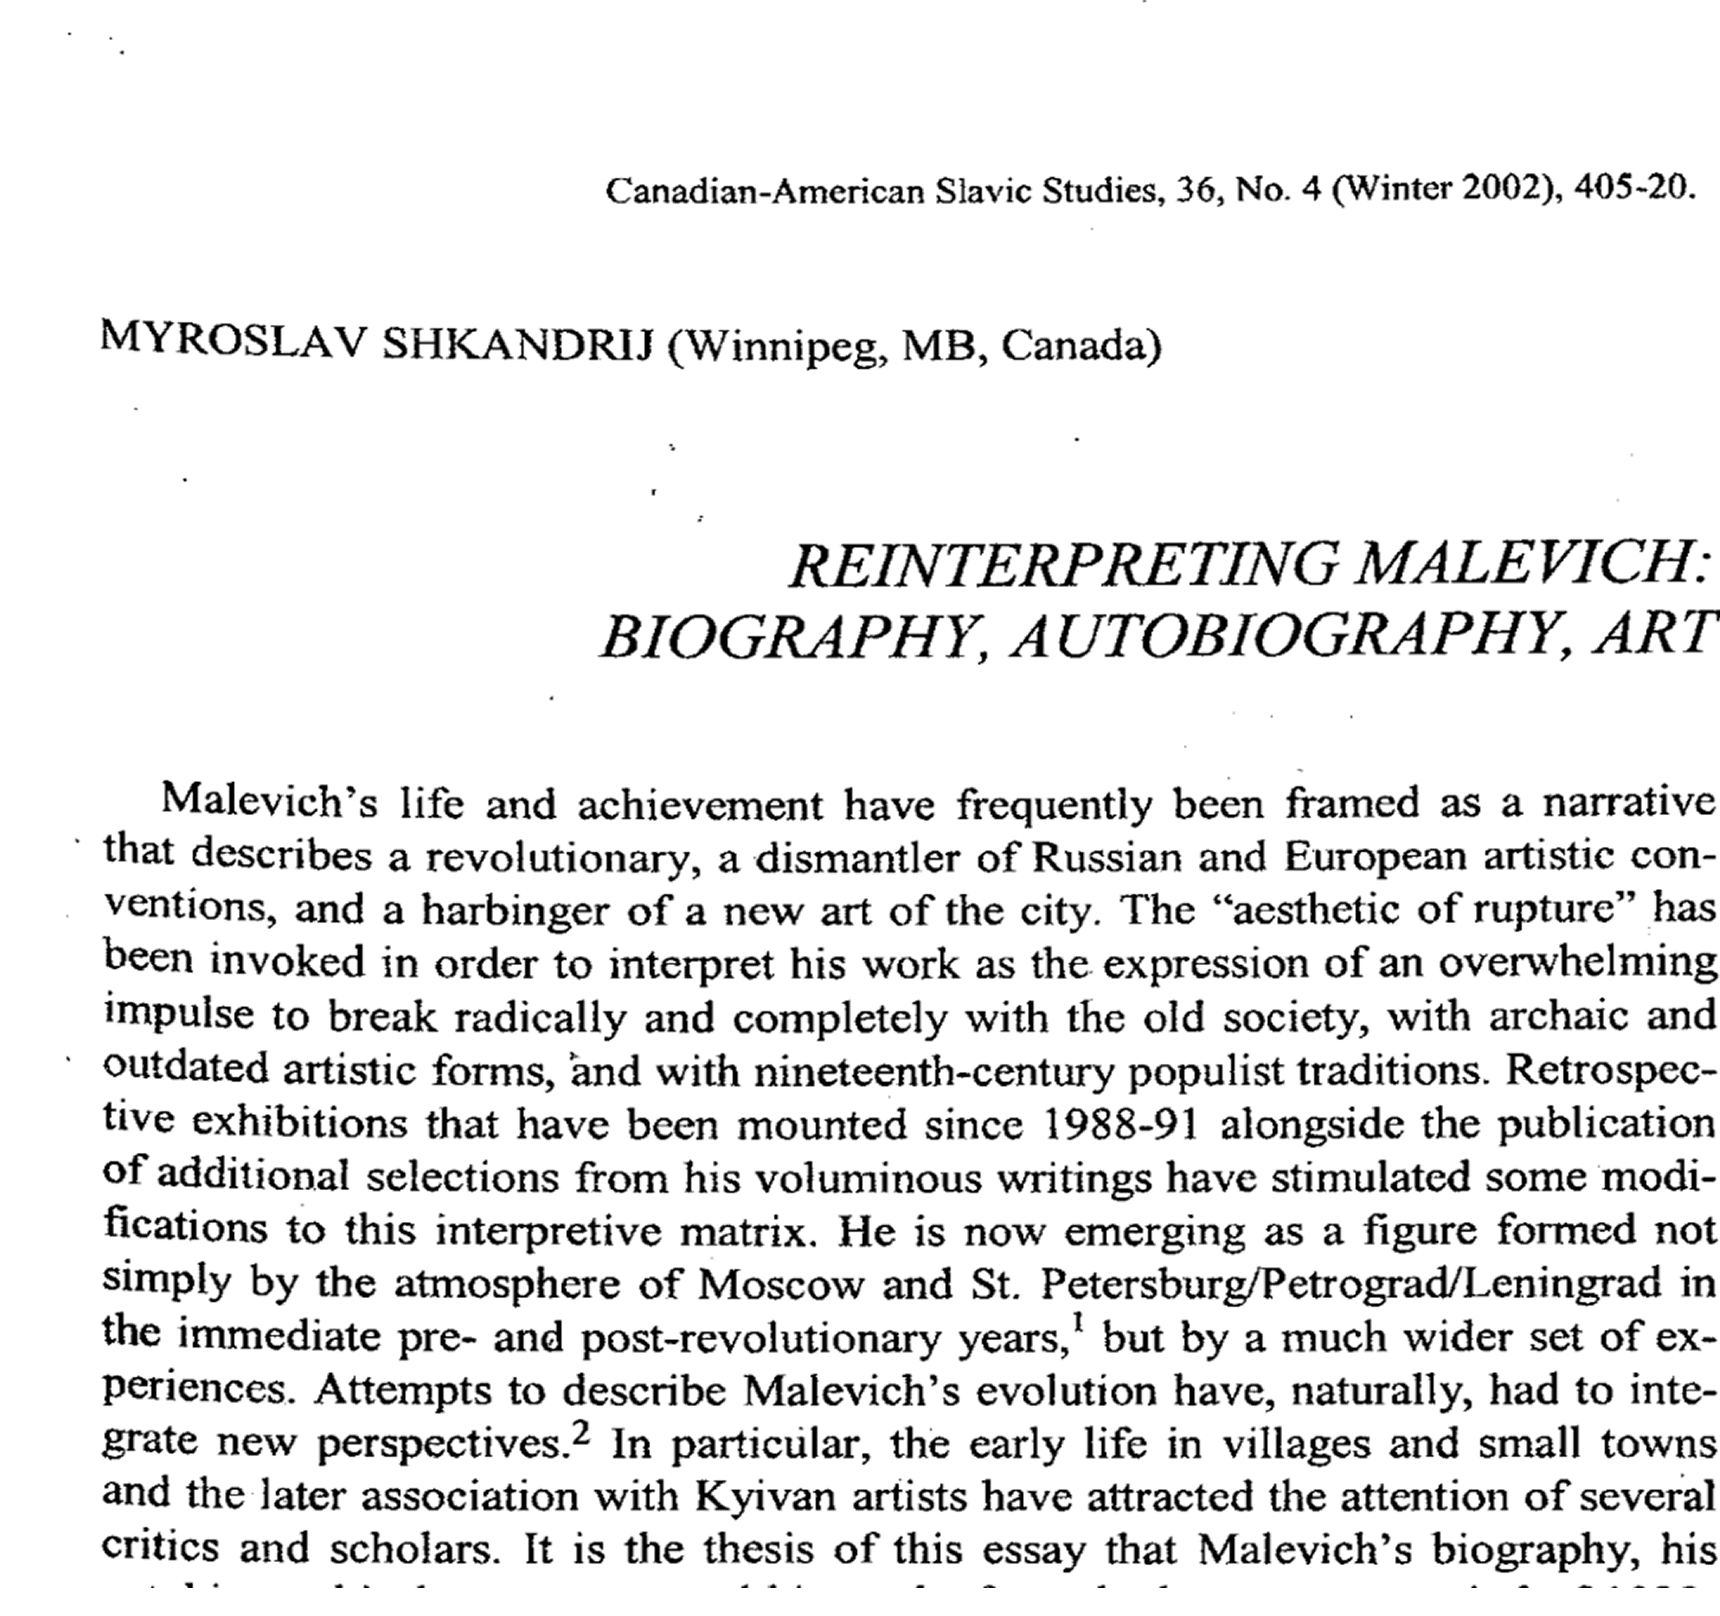 Canadian-American Slavic Studies, 36, No. 4 (Winter 2002), 405-20.
MYROSLAV SHKANDRIJ (Winnipeg, MB, Canada)
REINTERPRETING MALEVICH:
BIOGRAPHY, AUTOBIOGRAPHY, ART
Malevich's life and achievement have frequently been framed as a narrative
that describes a revolutionary, a dismantler of Russian and European artistic con-
ventions, and a harbinger of a new art of the city. The “aesthetic of rupture” has
been invoked in order to interpret his work as the expression of an overwhelming
impulse to break radically and completely with the old society, with archaic and
outdated artistic forms, and with nineteenth-century populist traditions. Retrospec-
tive exhibitions that have been mounted since 1988-91 alongside the publication
of additional selections from his voluminous writings have stimulated some modi-
fications to this interpretive matrix. He is now emerging as a figure formed not
simply by the atmosphere of Moscow and St. Petersburg/Petrograd/Leningrad in
the immediate pre- and post-revolutionary years,1 but by a much wider set of ex-
periences. Attempts to describe Malevich's evolution have, naturally, had to inte-
grate new perspectives.2 In particular, the early life in villages and small towns
and the later association with Kyivan artists have attracted the attention of several
critics and scholars. It is the thesis of this essay that Malevich's biography, his